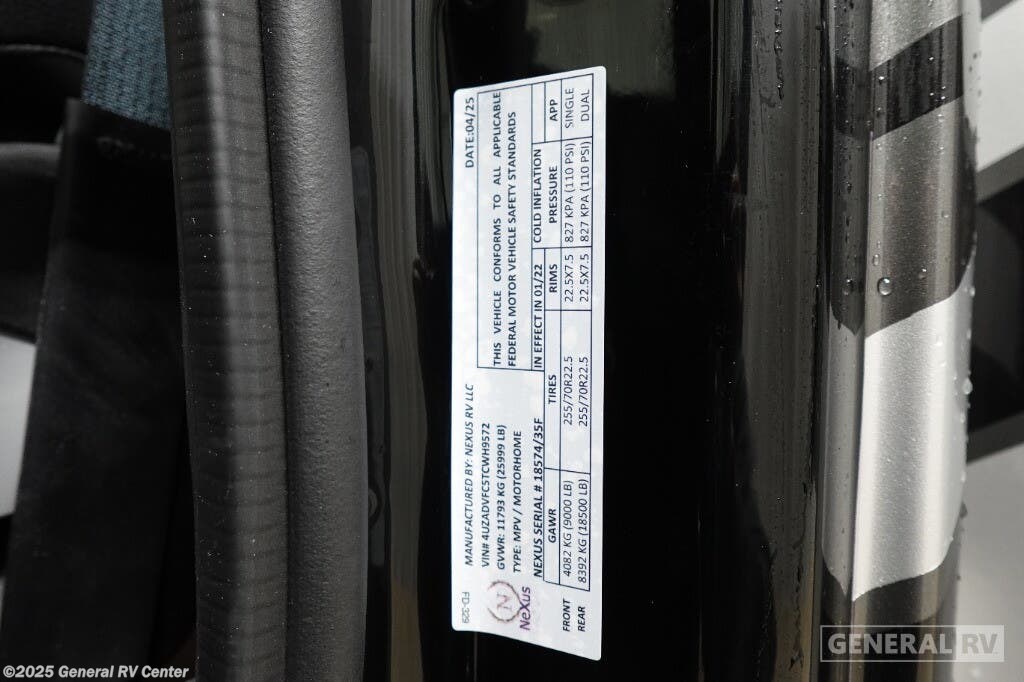 MANUFACTURED BY: NEXUS RV LLC
DATE:04/25
VIN# 4UZADVFC5TCWH9572
GVWR: 11793 KG (25999 LB)
TYPE: MPV / MOTORHOME
THIS VEHICLE CONFORMS TO ALL APPLICABLE
FEDERAL MOTOR VEHICLE SAFETY STANDARDS
IN EFFECT IN 01/22
NEXUS SERIAL # 18574/35F
GAWR TIRES RIMS COLD INFLATION PRESSURE APP
FRONT 4082 KG (9000 LB) 255/70R22.5 22.5X7.5 827 KPA (110 PSI) SINGLE
REAR 8392 KG (18500 LB) 255/70R22.5 22.5X7.5 827 KPA (110 PSI) DUAL
FD-329
N
NeXus
GENERAL RV
©2025 General RV Center